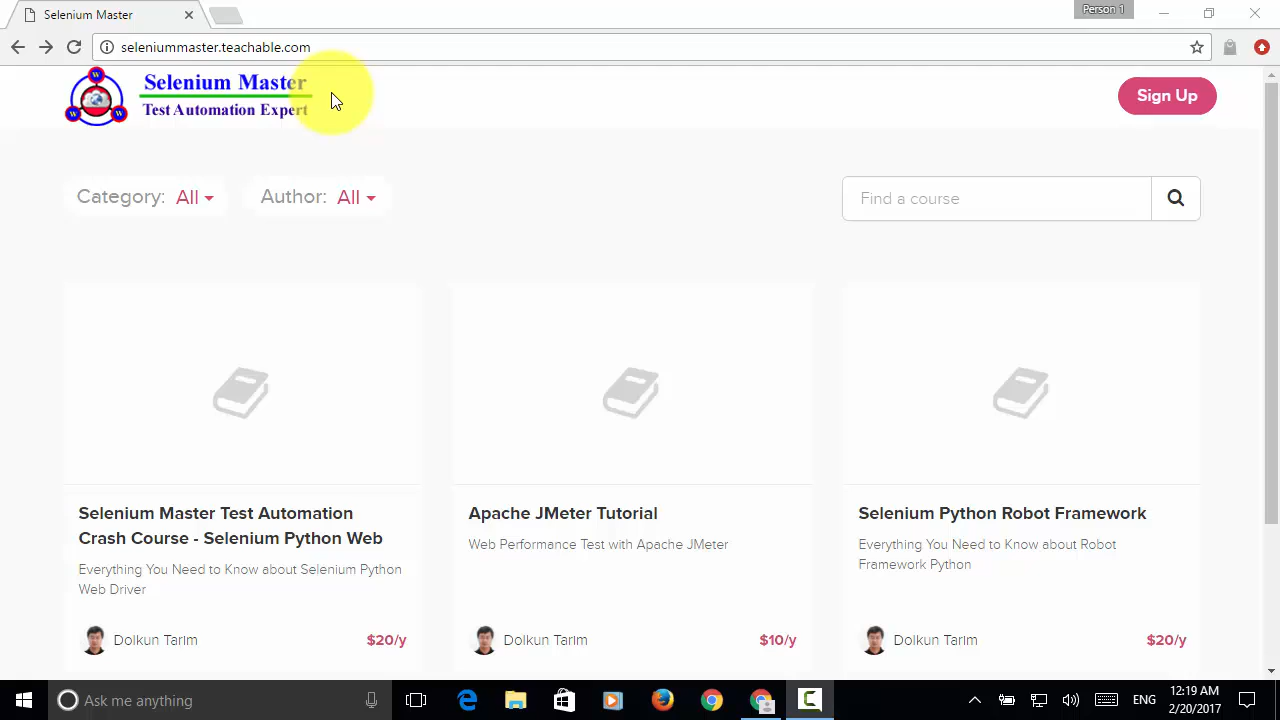 Selenium Master
Person 1
seleniummaster.teachable.com
W
W W
Selenium Master
Test Automation Expert
Sign Up
Category: All
Author: All
Find a course
Selenium Master Test Automation
Crash Course - Selenium Python Web
Everything You Need to Know about Selenium Python
Web Driver
Dolkun Tarim
$20/y
Apache JMeter Tutorial
Web Performance Test with Apache JMeter
Dolkun Tarim
$10/y
Selenium Python Robot Framework
Everything You Need to Know about Robot
Framework Python
Dolkun Tarim
$20/y
Ask me anything
ENG
12:19 AM
2/20/2017